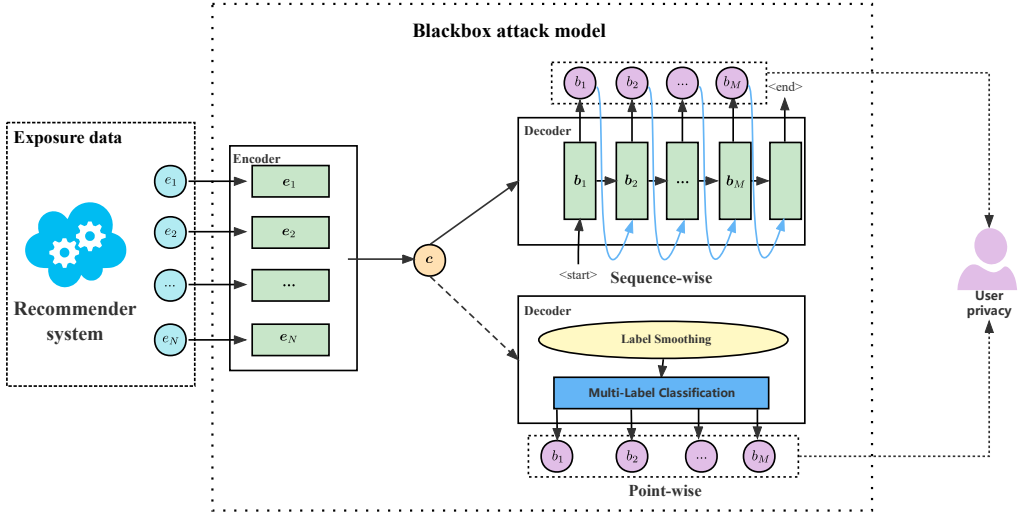 Blackbox attack model
Exposure data
e1
e2
...
eN
Recommender
system
Encoder
e1
e2
...
eN
c
b1 b2 ... bM
<end>
Decoder
b1 b2 ... bM
<start>
Sequence-wise
Decoder
Label Smoothing
Multi-Label Classification
b1 b2 ... bM
Point-wise
User
privacy